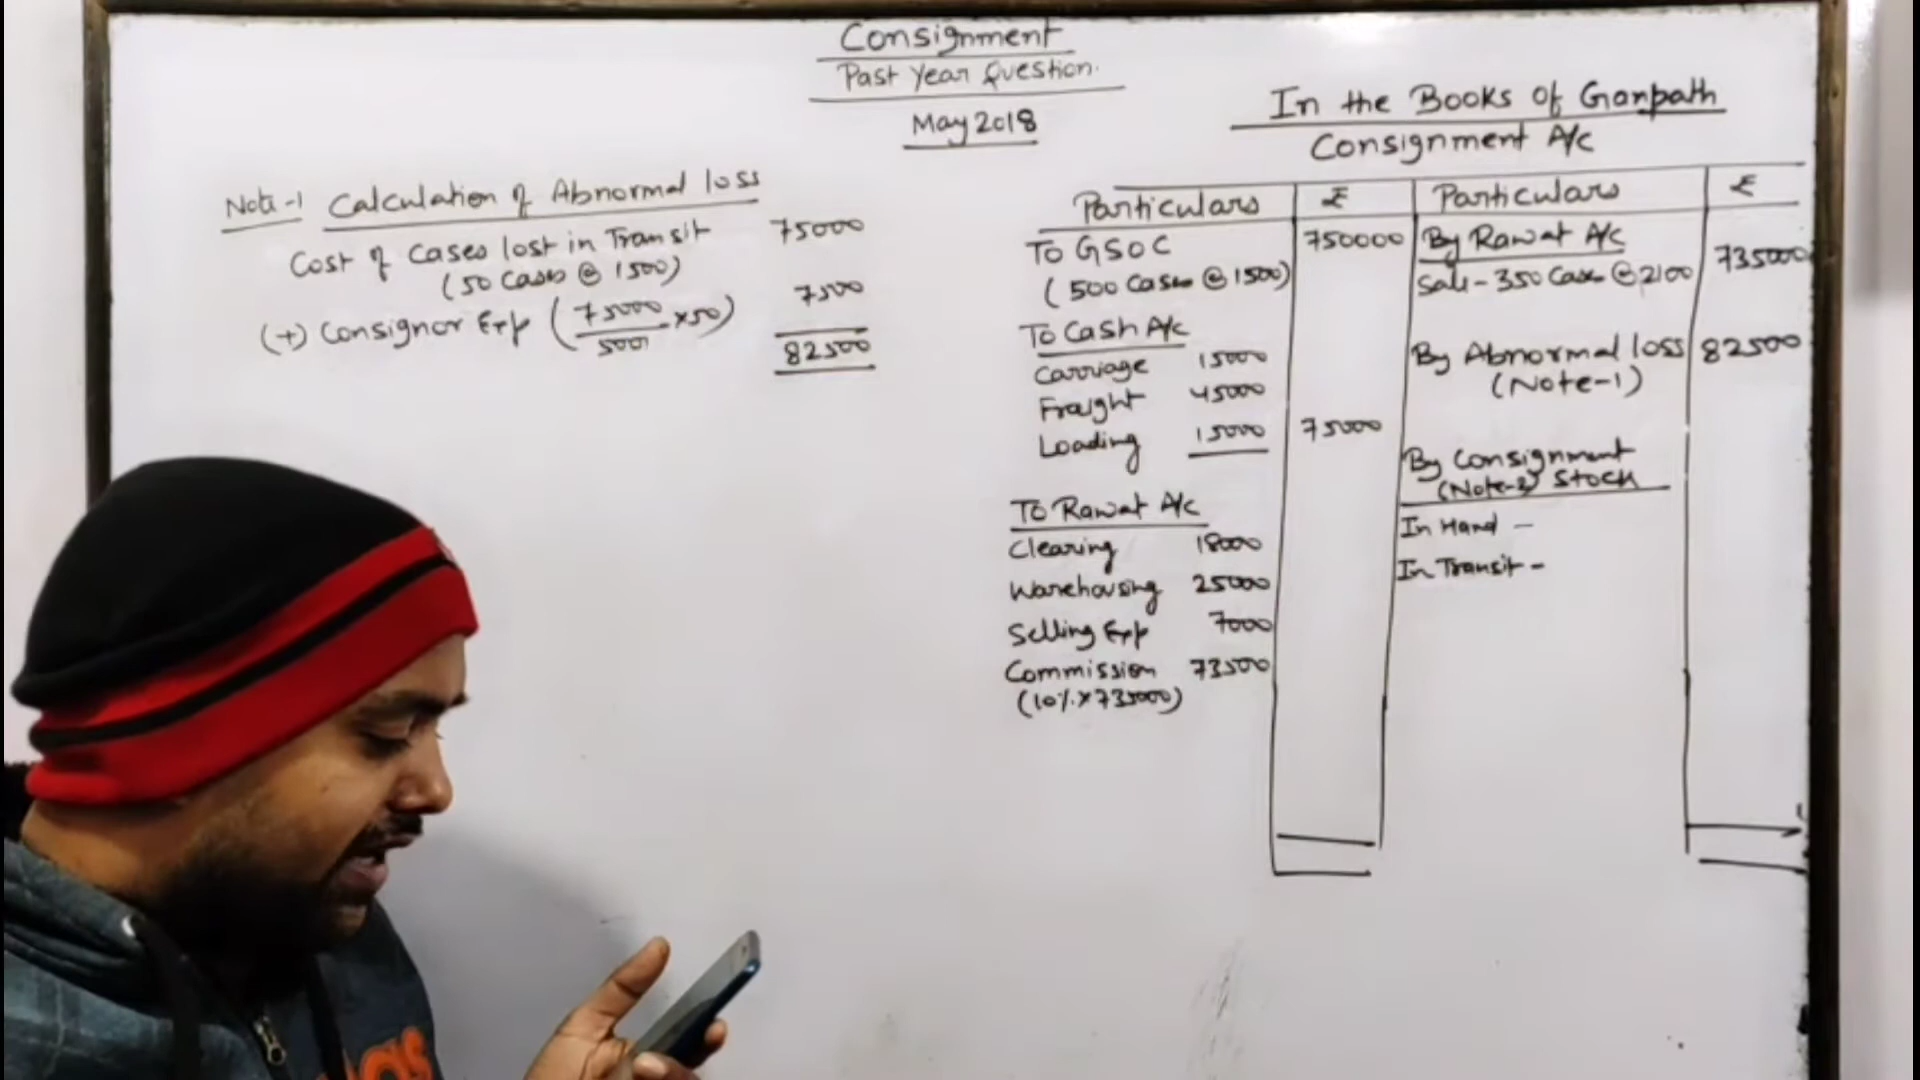 Consignment
Past Year Question.
May 2018
Note-1 Calculation of Abnormal loss
Cost of Cases lost in Transit 75000
(50 Cases @ 1500)
(+) Consignor Exp (75000/500 x50) 7500
82500
In the Books of Ganpath
Consignment A/c
Particulars ₹ Particulars ₹
To GSOC 750000
(500 Cases @ 1500)
To Cash A/c
Carriage 15000
Fraight 45000
Loading 15000 75000
To Rawat A/c
Clearing 18000
Warehousing 25000
Selling Exp 7000
Commission 73500
(10% x 735000)
By Rawat A/c
Sale - 350 Case @ 2100 735000
By Abnormal loss 82500
(Note-1)
By Consignment
(Note-2) Stock
In Hand -
In Transit -